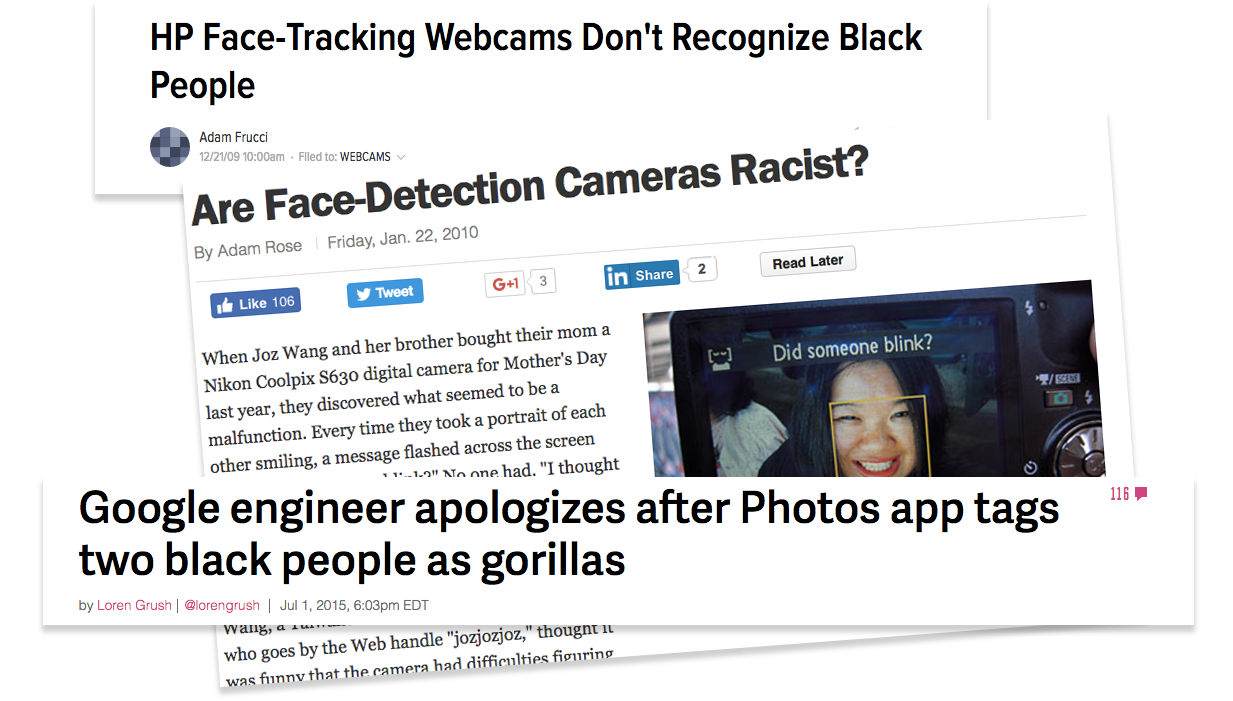 HP Face-Tracking Webcams Don't Recognize Black
People
Adam Frucci
12/21/09 10:00am · Filed to: WEBCAMS
Are Face-Detection Cameras Racist?
By Adam Rose | Friday, Jan. 22, 2010
Like 106
Tweet
G+1 3
in Share 2
Read Later
When Joz Wang and her brother bought their mom a
Nikon Coolpix S630 digital camera for Mother's Day
last year, they discovered what seemed to be a
malfunction. Every time they took a portrait of each
other smiling, a message flashed across the screen
blink?" No one had. "I thought
Did someone blink?
SCENE
Google engineer apologizes after Photos app tags
two black people as gorillas
116
by Loren Grush | @lorengrush | Jul 1, 2015, 6:03pm EDT
Wang, a
who goes by the Web handle "jozjozjoz," thought it
was funny that the camera had difficulties figuring